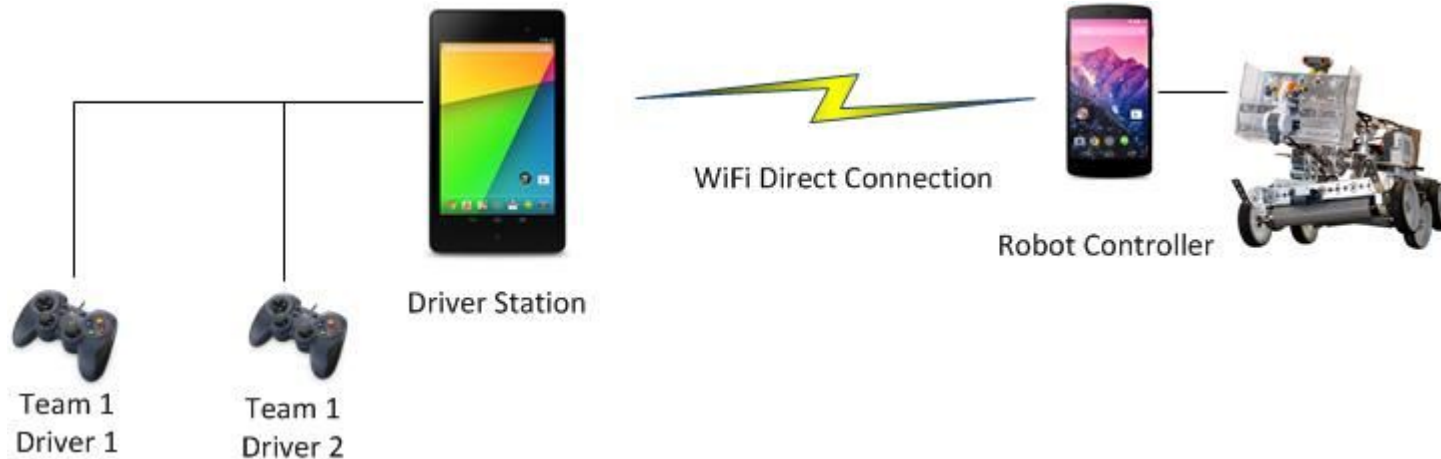 WiFi Direct Connection
Robot Controller
Driver Station
Team 1
Driver 1
Team 1
Driver 2